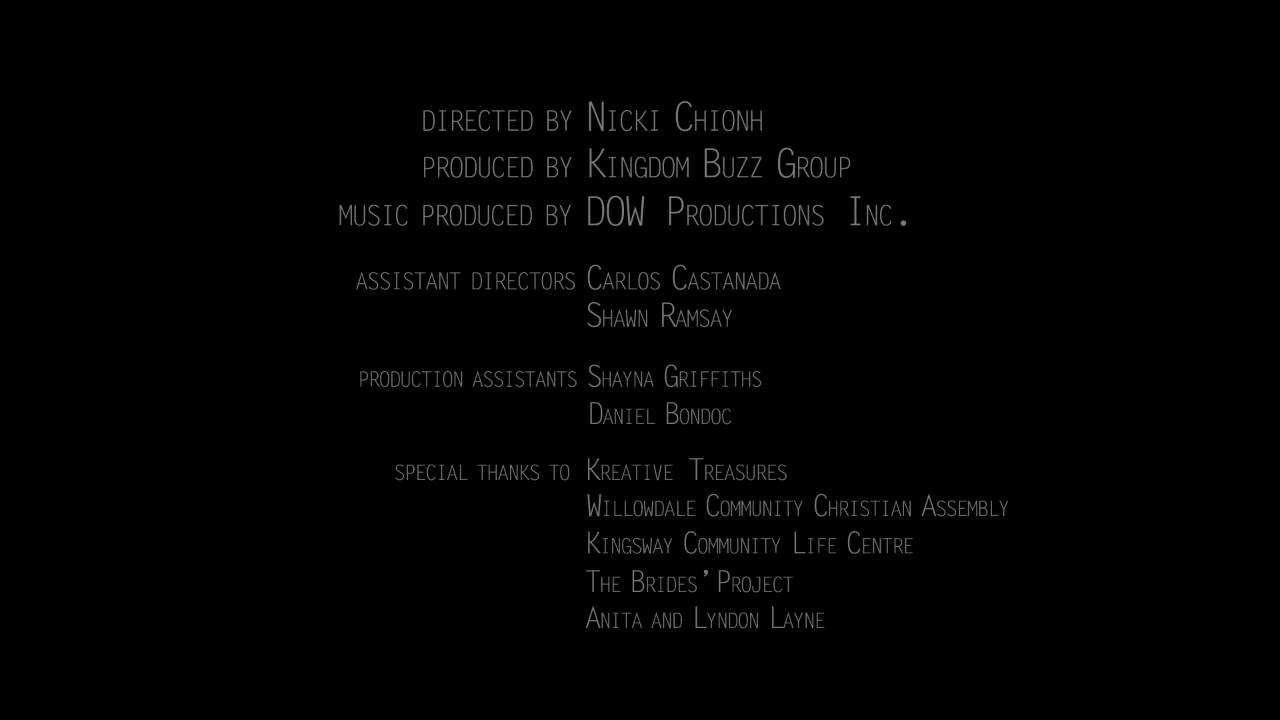 DIRECTED BY NICKI CHIONH
PRODUCED BY KINGDOM BUZZ GROUP
MUSIC PRODUCED BY DOW PRODUCTIONS INC.
ASSISTANT DIRECTORS CARLOS CASTANADA
SHAWN RAMSAY
PRODUCTION ASSISTANTS SHAYNA GRIFFITHS
DANIEL BONDOC
SPECIAL THANKS TO KREATIVE TREASURES
WILLOWDALE COMMUNITY CHRISTIAN ASSEMBLY
KINGSWAY COMMUNITY LIFE CENTRE
THE BRIDES' PROJECT
ANITA AND LYNDON LAYNE